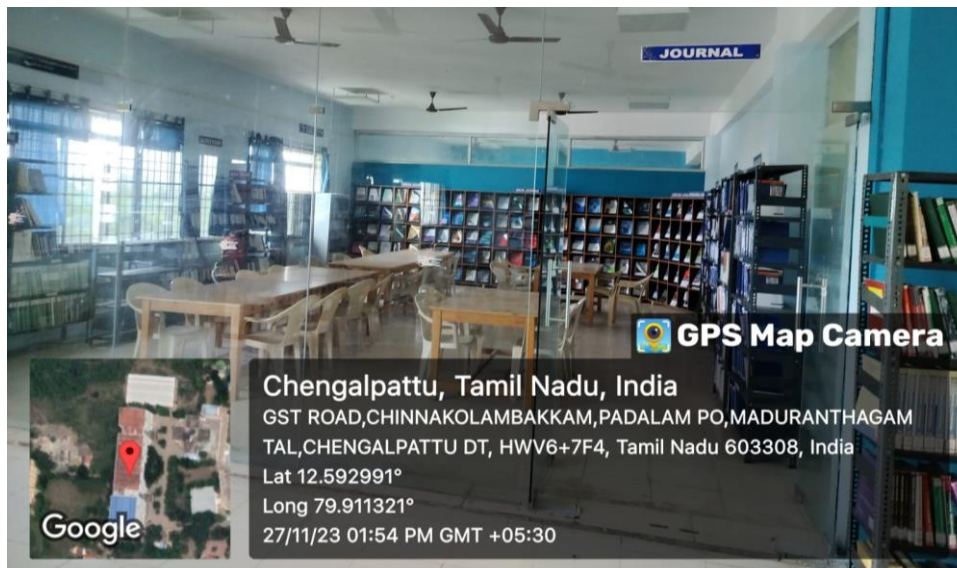 JOURNAL
GPS Map Camera
Chengalpattu, Tamil Nadu, India
GST ROAD,CHINNAKOLAMBAKKAM,PADALAM PO,MADURANTHAGAM
TAL,CHENGALPATTU DT, HWV6+7F4, Tamil Nadu 603308, India
Lat 12.592991°
Long 79.911321°
27/11/23 01:54 PM GMT +05:30
Google